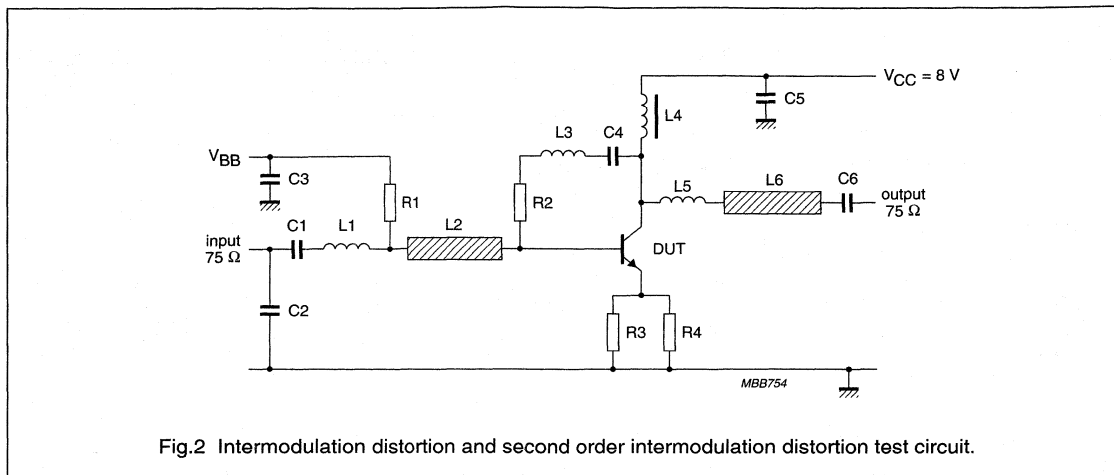 V_CC = 8 V
C5
L4
L3
C4
V_BB
C3
R1
R2
L5
L6
C6
output
75 Ω
C1
L1
L2
input
75 Ω
DUT
C2
R3
R4
MBB754
Fig.2 Intermodulation distortion and second order intermodulation distortion test circuit.